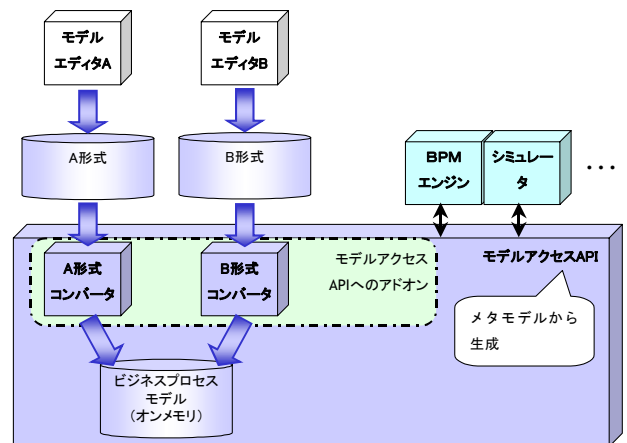 モデル
エディタA
モデル
エディタB
A形式
B形式
BPM
エンジン
シミュレー
タ
・・・
A形式
コンバータ
B形式
コンバータ
モデルアクセス
APIへのアドオン
モデルアクセスAPI
メタモデルから
生成
ビジネスプロセス
モデル
（オンメモリ）